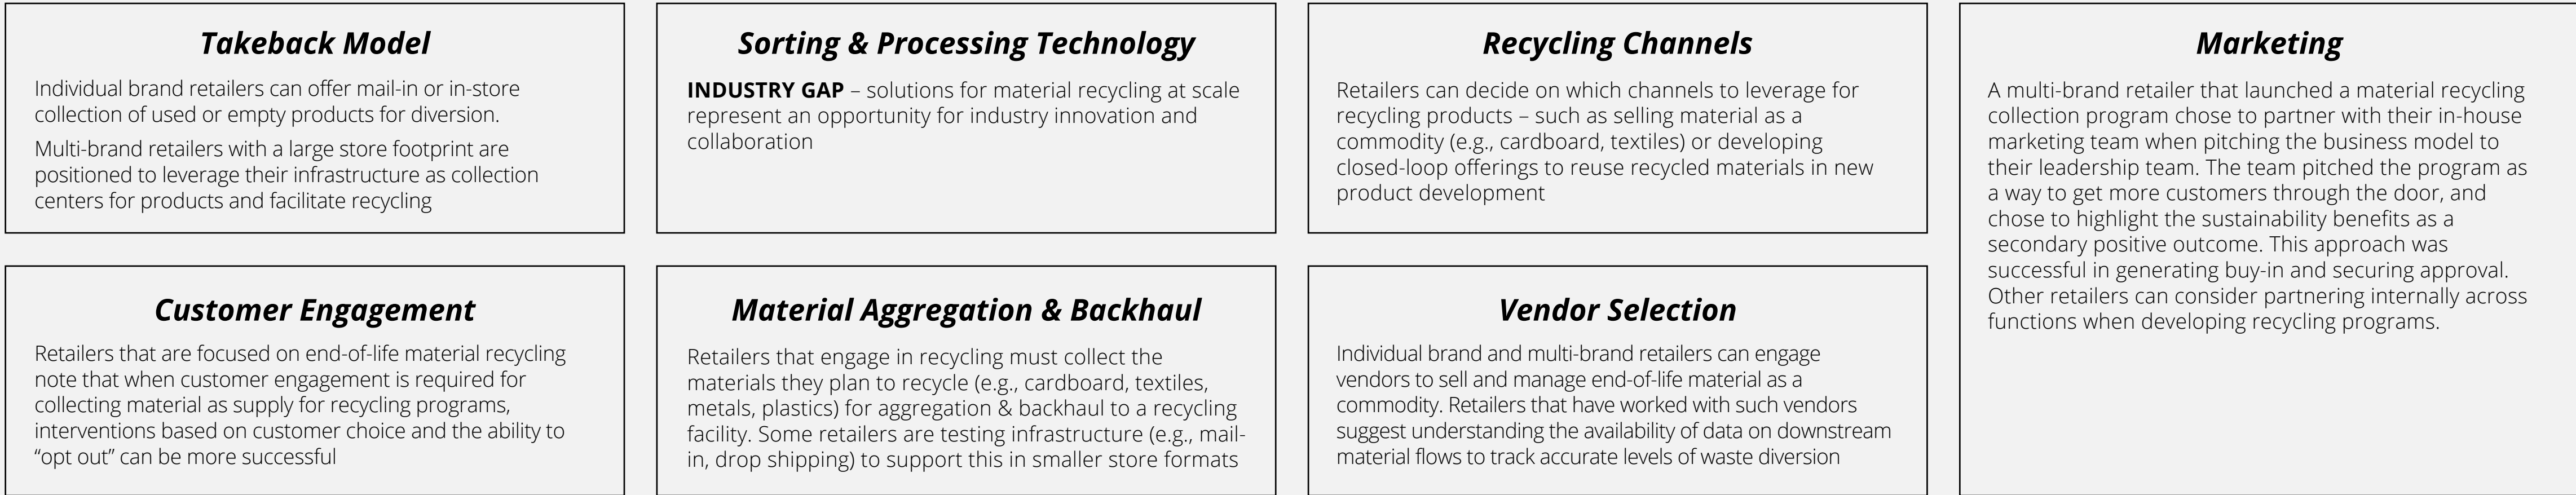 Takeback Model
Individual brand retailers can offer mail-in or in-store
collection of used or empty products for diversion.
Multi-brand retailers with a large store footprint are
positioned to leverage their infrastructure as collection
centers for products and facilitate recycling
Sorting & Processing Technology
INDUSTRY GAP – solutions for material recycling at scale
represent an opportunity for industry innovation and
collaboration
Recycling Channels
Retailers can decide on which channels to leverage for
recycling products – such as selling material as a
commodity (e.g., cardboard, textiles) or developing
closed-loop offerings to reuse recycled materials in new
product development
Marketing
A multi-brand retailer that launched a material recycling
collection program chose to partner with their in-house
marketing team when pitching the business model to
their leadership team. The team pitched the program as
a way to get more customers through the door, and
chose to highlight the sustainability benefits as a
secondary positive outcome. This approach was
successful in generating buy-in and securing approval.
Other retailers can consider partnering internally across
functions when developing recycling programs.
Customer Engagement
Retailers that are focused on end-of-life material recycling
note that when customer engagement is required for
collecting material as supply for recycling programs,
interventions based on customer choice and the ability to
“opt out” can be more successful
Material Aggregation & Backhaul
Retailers that engage in recycling must collect the
materials they plan to recycle (e.g., cardboard, textiles,
metals, plastics) for aggregation & backhaul to a recycling
facility. Some retailers are testing infrastructure (e.g., mail-
in, drop shipping) to support this in smaller store formats
Vendor Selection
Individual brand and multi-brand retailers can engage
vendors to sell and manage end-of-life material as a
commodity. Retailers that have worked with such vendors
suggest understanding the availability of data on downstream
material flows to track accurate levels of waste diversion